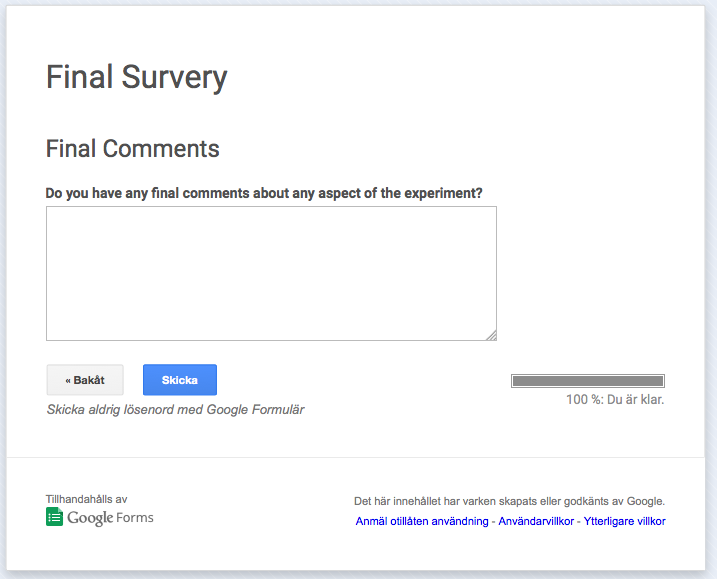 Final Survery
Final Comments
Do you have any final comments about any aspect of the experiment?
« Bakåt
Skicka
100 %: Du är klar.
Skicka aldrig lösenord med Google Formulär
Tillhandahålls av
Google Forms
Det här innehållet har varken skapats eller godkänts av Google.
Anmäl otillåten användning - Användarvillkor - Ytterligare villkor